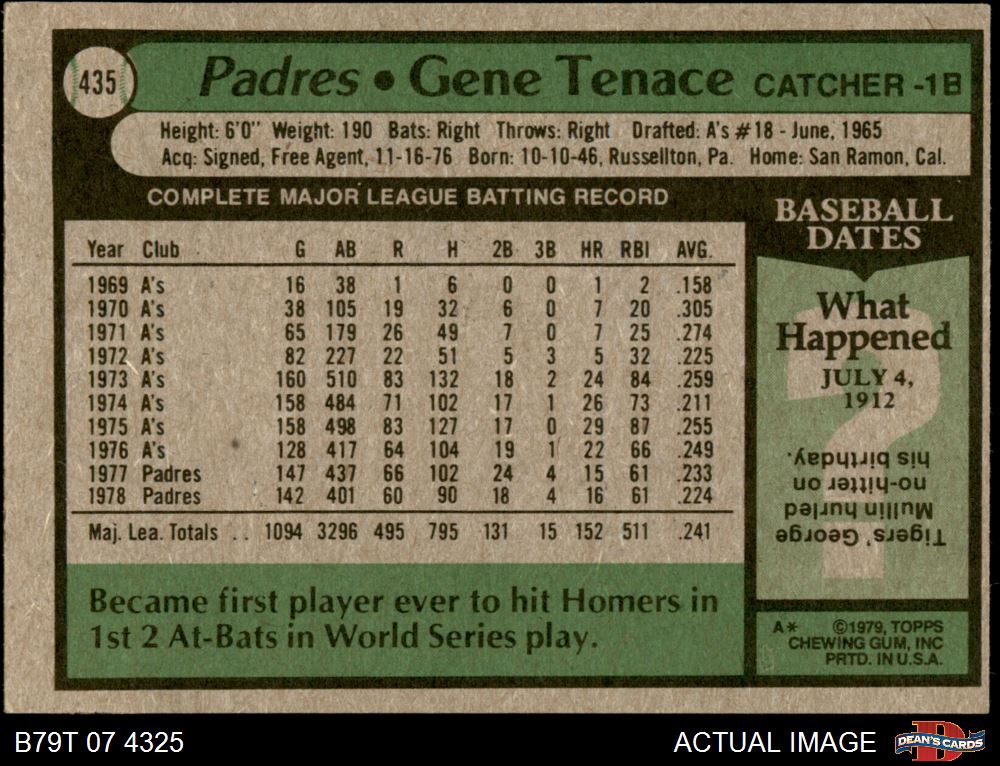 435
Padres • Gene Tenace CATCHER -1B
Height: 6'0" Weight: 190 Bats: Right Throws: Right Drafted: A's #18 - June, 1965
Acq: Signed, Free Agent, 11-16-76 Born: 10-10-46, Russellton, Pa. Home: San Ramon, Cal.
COMPLETE MAJOR LEAGUE BATTING RECORD
Year Club G AB R H 2B 3B HR RBI AVG.
1969 A's 16 38 1 6 0 0 1 2 .158
1970 A's 38 105 19 32 6 0 7 20 .305
1971 A's 65 179 26 49 7 0 7 25 .274
1972 A's 82 227 22 51 5 3 5 32 .225
1973 A's 160 510 83 132 18 2 24 84 .259
1974 A's 158 484 71 102 17 1 26 73 .211
1975 A's 158 498 83 127 17 0 29 87 .255
1976 A's 128 417 64 104 19 1 22 66 .249
1977 Padres 147 437 66 102 24 4 15 61 .233
1978 Padres 142 401 60 90 18 4 16 61 .224
Maj. Lea. Totals .. 1094 3296 495 795 131 15 152 511 .241
Became first player ever to hit Homers in
1st 2 At-Bats in World Series play.
BASEBALL
DATES
What
Happened
JULY 4,
1912
Tigers' George
Mullin hurled
no-hitter on
his birthday.
A* ©1979, TOPPS
CHEWING GUM, INC
PRTD. IN U.S.A.
B79T 07 4325
ACTUAL IMAGE
DEAN'S CARDS